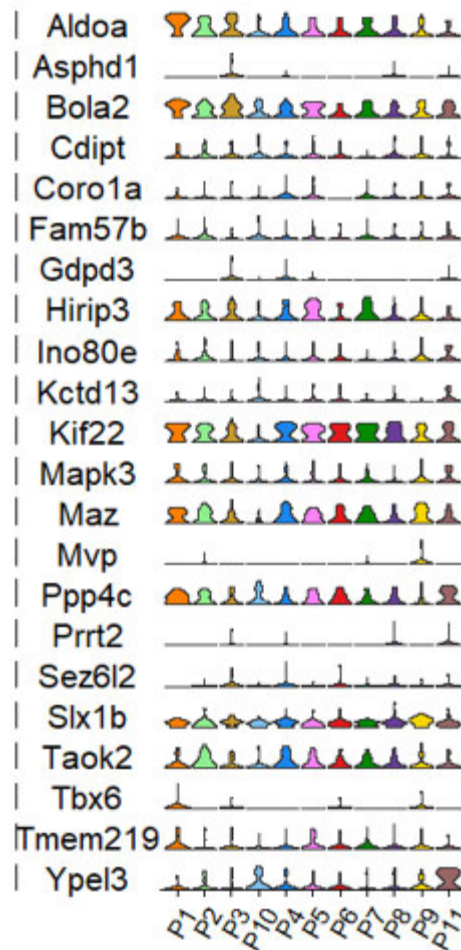 Aldoa
Asphd1
Bola2
Cdipt
Coro1a
Fam57b
Gdpd3
Hirip3
Ino80e
Kctd13
Kif22
Mapk3
Maz
Mvp
Ppp4c
Prrt2
Sez6l2
Slx1b
Taok2
Tbx6
Tmem219
Ypel3
P1 P2 P3 P10 P4 P5 P6 P7 P8 P9 P11